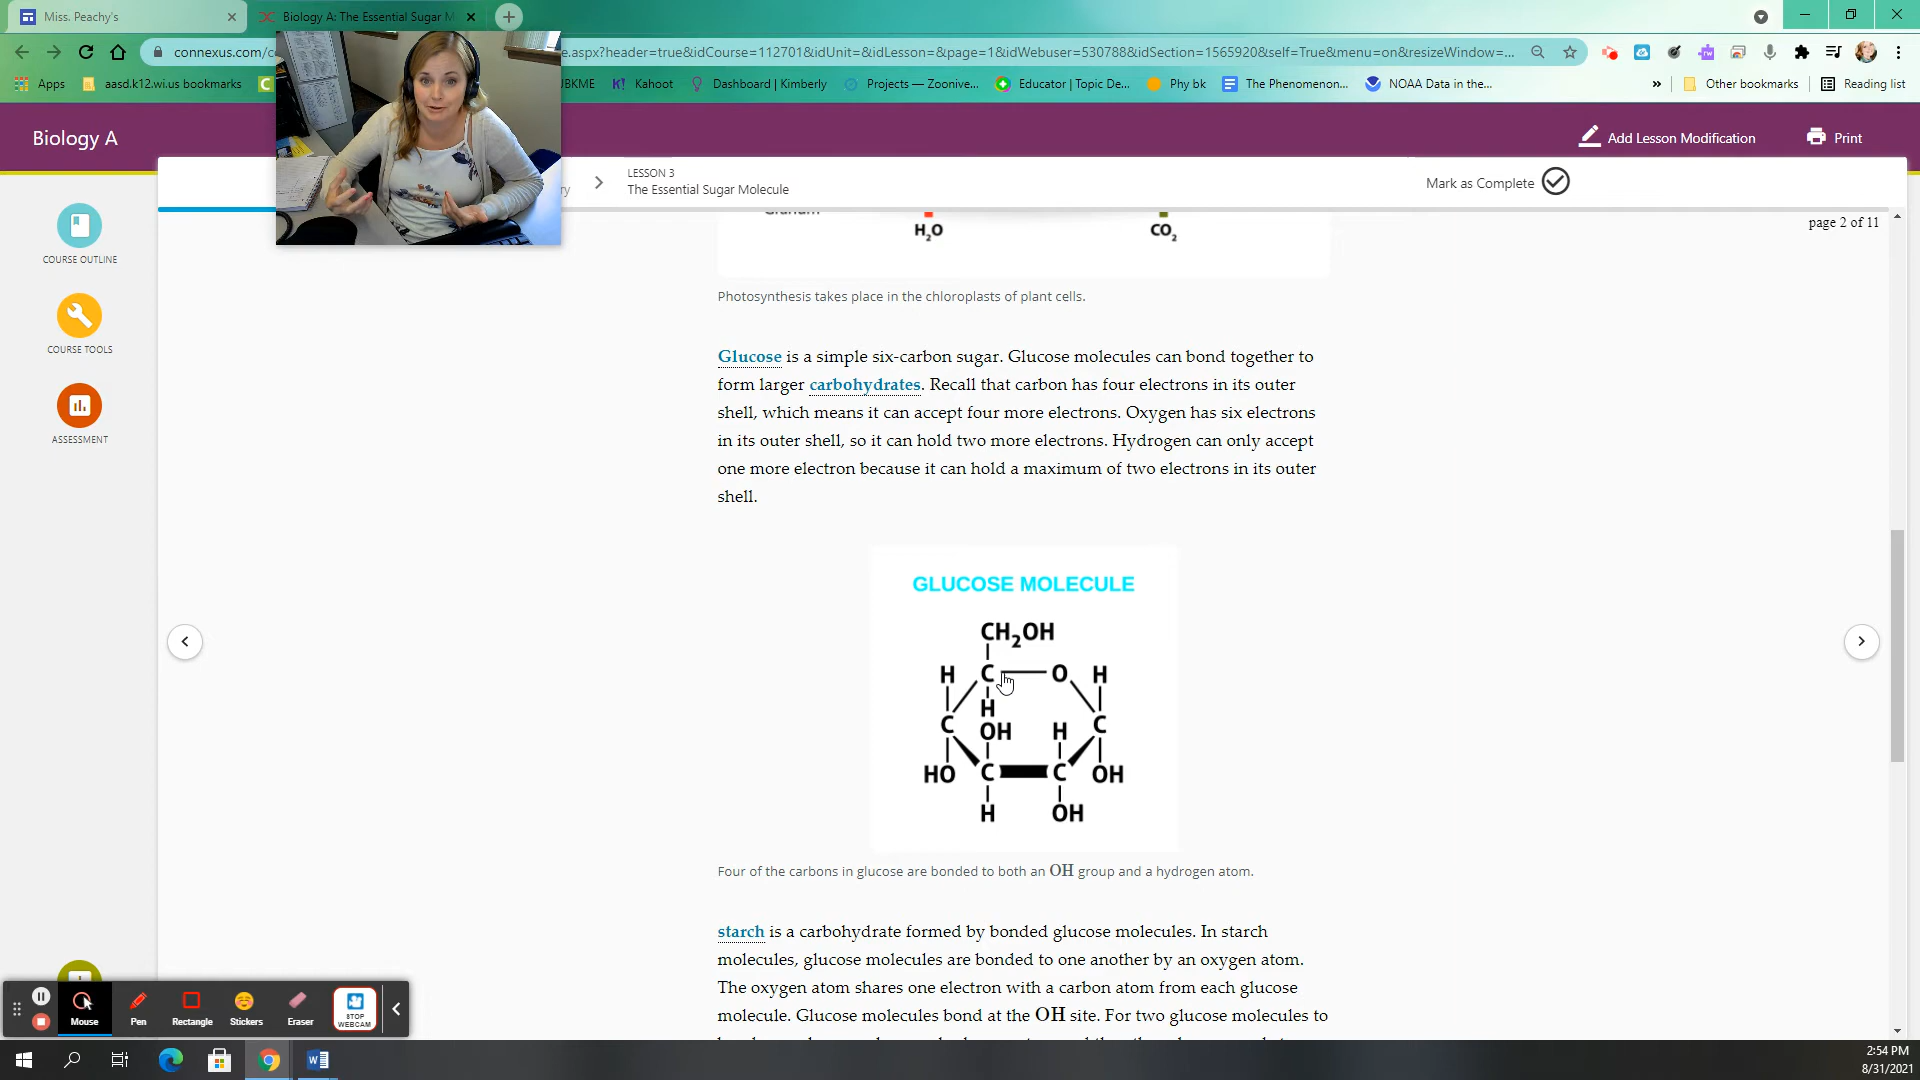 Miss. Peachy's
Biology A: The Essential Sugar M
connexus.com/co
e.aspx?header=true&idCourse=112701&idUnit=&idLesson=&page=1&idWebuser=530788&idSection=1565920&self=True&menu=on&resizeWindow=...
Apps
aasd.k12.wi.us bookmarks
JBKME
Kahoot
Dashboard | Kimberly
Projects — Zoonive...
Educator | Topic De...
Phy bk
The Phenomenon...
NOAA Data in the...
»
Other bookmarks
Reading list
Biology A
Add Lesson Modification
Print
ry
LESSON 3
The Essential Sugar Molecule
Mark as Complete
page 2 of 11
COURSE OUTLINE
COURSE TOOLS
ASSESSMENT
H2O
CO2
Photosynthesis takes place in the chloroplasts of plant cells.
Glucose is a simple six-carbon sugar. Glucose molecules can bond together to
form larger carbohydrates. Recall that carbon has four electrons in its outer
shell, which means it can accept four more electrons. Oxygen has six electrons
in its outer shell, so it can hold two more electrons. Hydrogen can only accept
one more electron because it can hold a maximum of two electrons in its outer
shell.
GLUCOSE MOLECULE
CH2OH
H C O H
H
C OH H C
HO C C OH
H OH
Four of the carbons in glucose are bonded to both an OH group and a hydrogen atom.
starch is a carbohydrate formed by bonded glucose molecules. In starch
molecules, glucose molecules are bonded to one another by an oxygen atom.
The oxygen atom shares one electron with a carbon atom from each glucose
molecule. Glucose molecules bond at the OH site. For two glucose molecules to
Mouse
Pen
Rectangle
Stickers
Eraser
STOP
WEBCAM
2:54 PM
8/31/2021